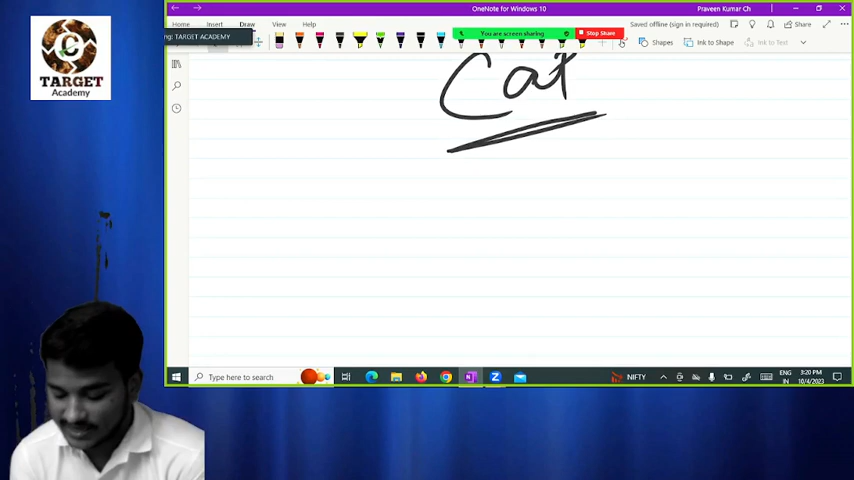 OneNote for Windows 10
Praveen Kumar Ch
Home Insert Draw View Help
Saved offline (sign in required)
Share
ng: TARGET ACADEMY
You are screen sharing
Stop Share
Shapes
Ink to Shape
Ink to Text
C
TARGET
Academy
Cat
Type here to search
NIFTY
ENG
IN
3:20 PM
10/4/2023